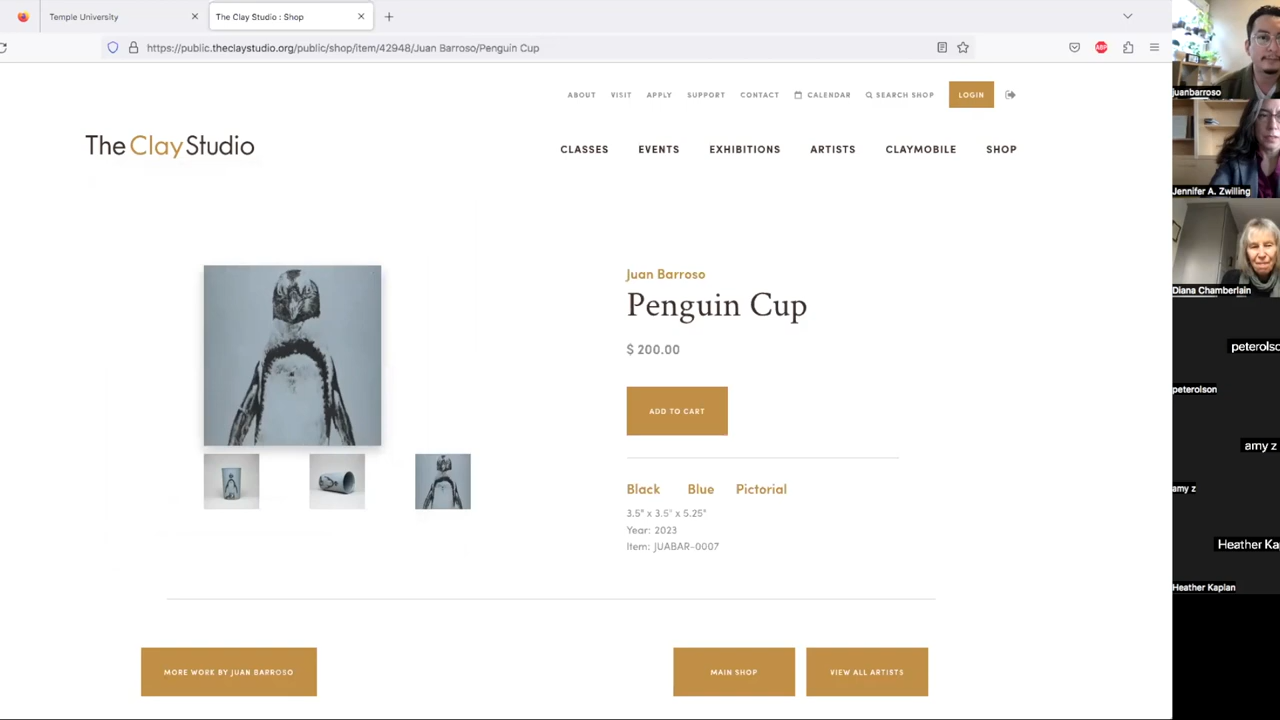 Temple University
The Clay Studio : Shop
https://public.theclaystudio.org/public/shop/item/42948/Juan Barroso/Penguin Cup
ABP
ABOUT VISIT APPLY SUPPORT CONTACT CALENDAR SEARCH SHOP LOGIN
The Clay Studio
CLASSES EVENTS EXHIBITIONS ARTISTS CLAYMOBILE SHOP
Juan Barroso
Penguin Cup
$ 200.00
ADD TO CART
Black Blue Pictorial
3.5" x 3.5" x 5.25"
Year: 2023
Item: JUABAR-0007
MORE WORK BY JUAN BARROSO
MAIN SHOP
VIEW ALL ARTISTS
juanbarroso
Jennifer A. Zwilling
Diana Chamberlain
peterolso
peterolson
amy z
amy z
Heather Ka
Heather Kaplan